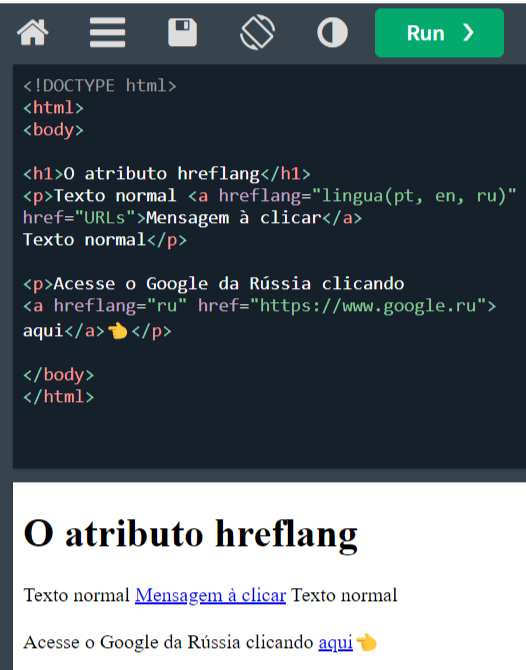 Run ❯
<!DOCTYPE html>
<html>
<body>
<h1>O atributo hreflang</h1>
<p>Texto normal <a hreflang="lingua(pt, en, ru)"
href="URLs">Mensagem à clicar</a>
Texto normal</p>
<p>Acesse o Google da Rússia clicando
<a hreflang="ru" href="https://www.google.ru">
aqui</a>👈</p>
</body>
</html>
O atributo hreflang
Texto normal Mensagem à clicar Texto normal
Acesse o Google da Rússia clicando aqui👈